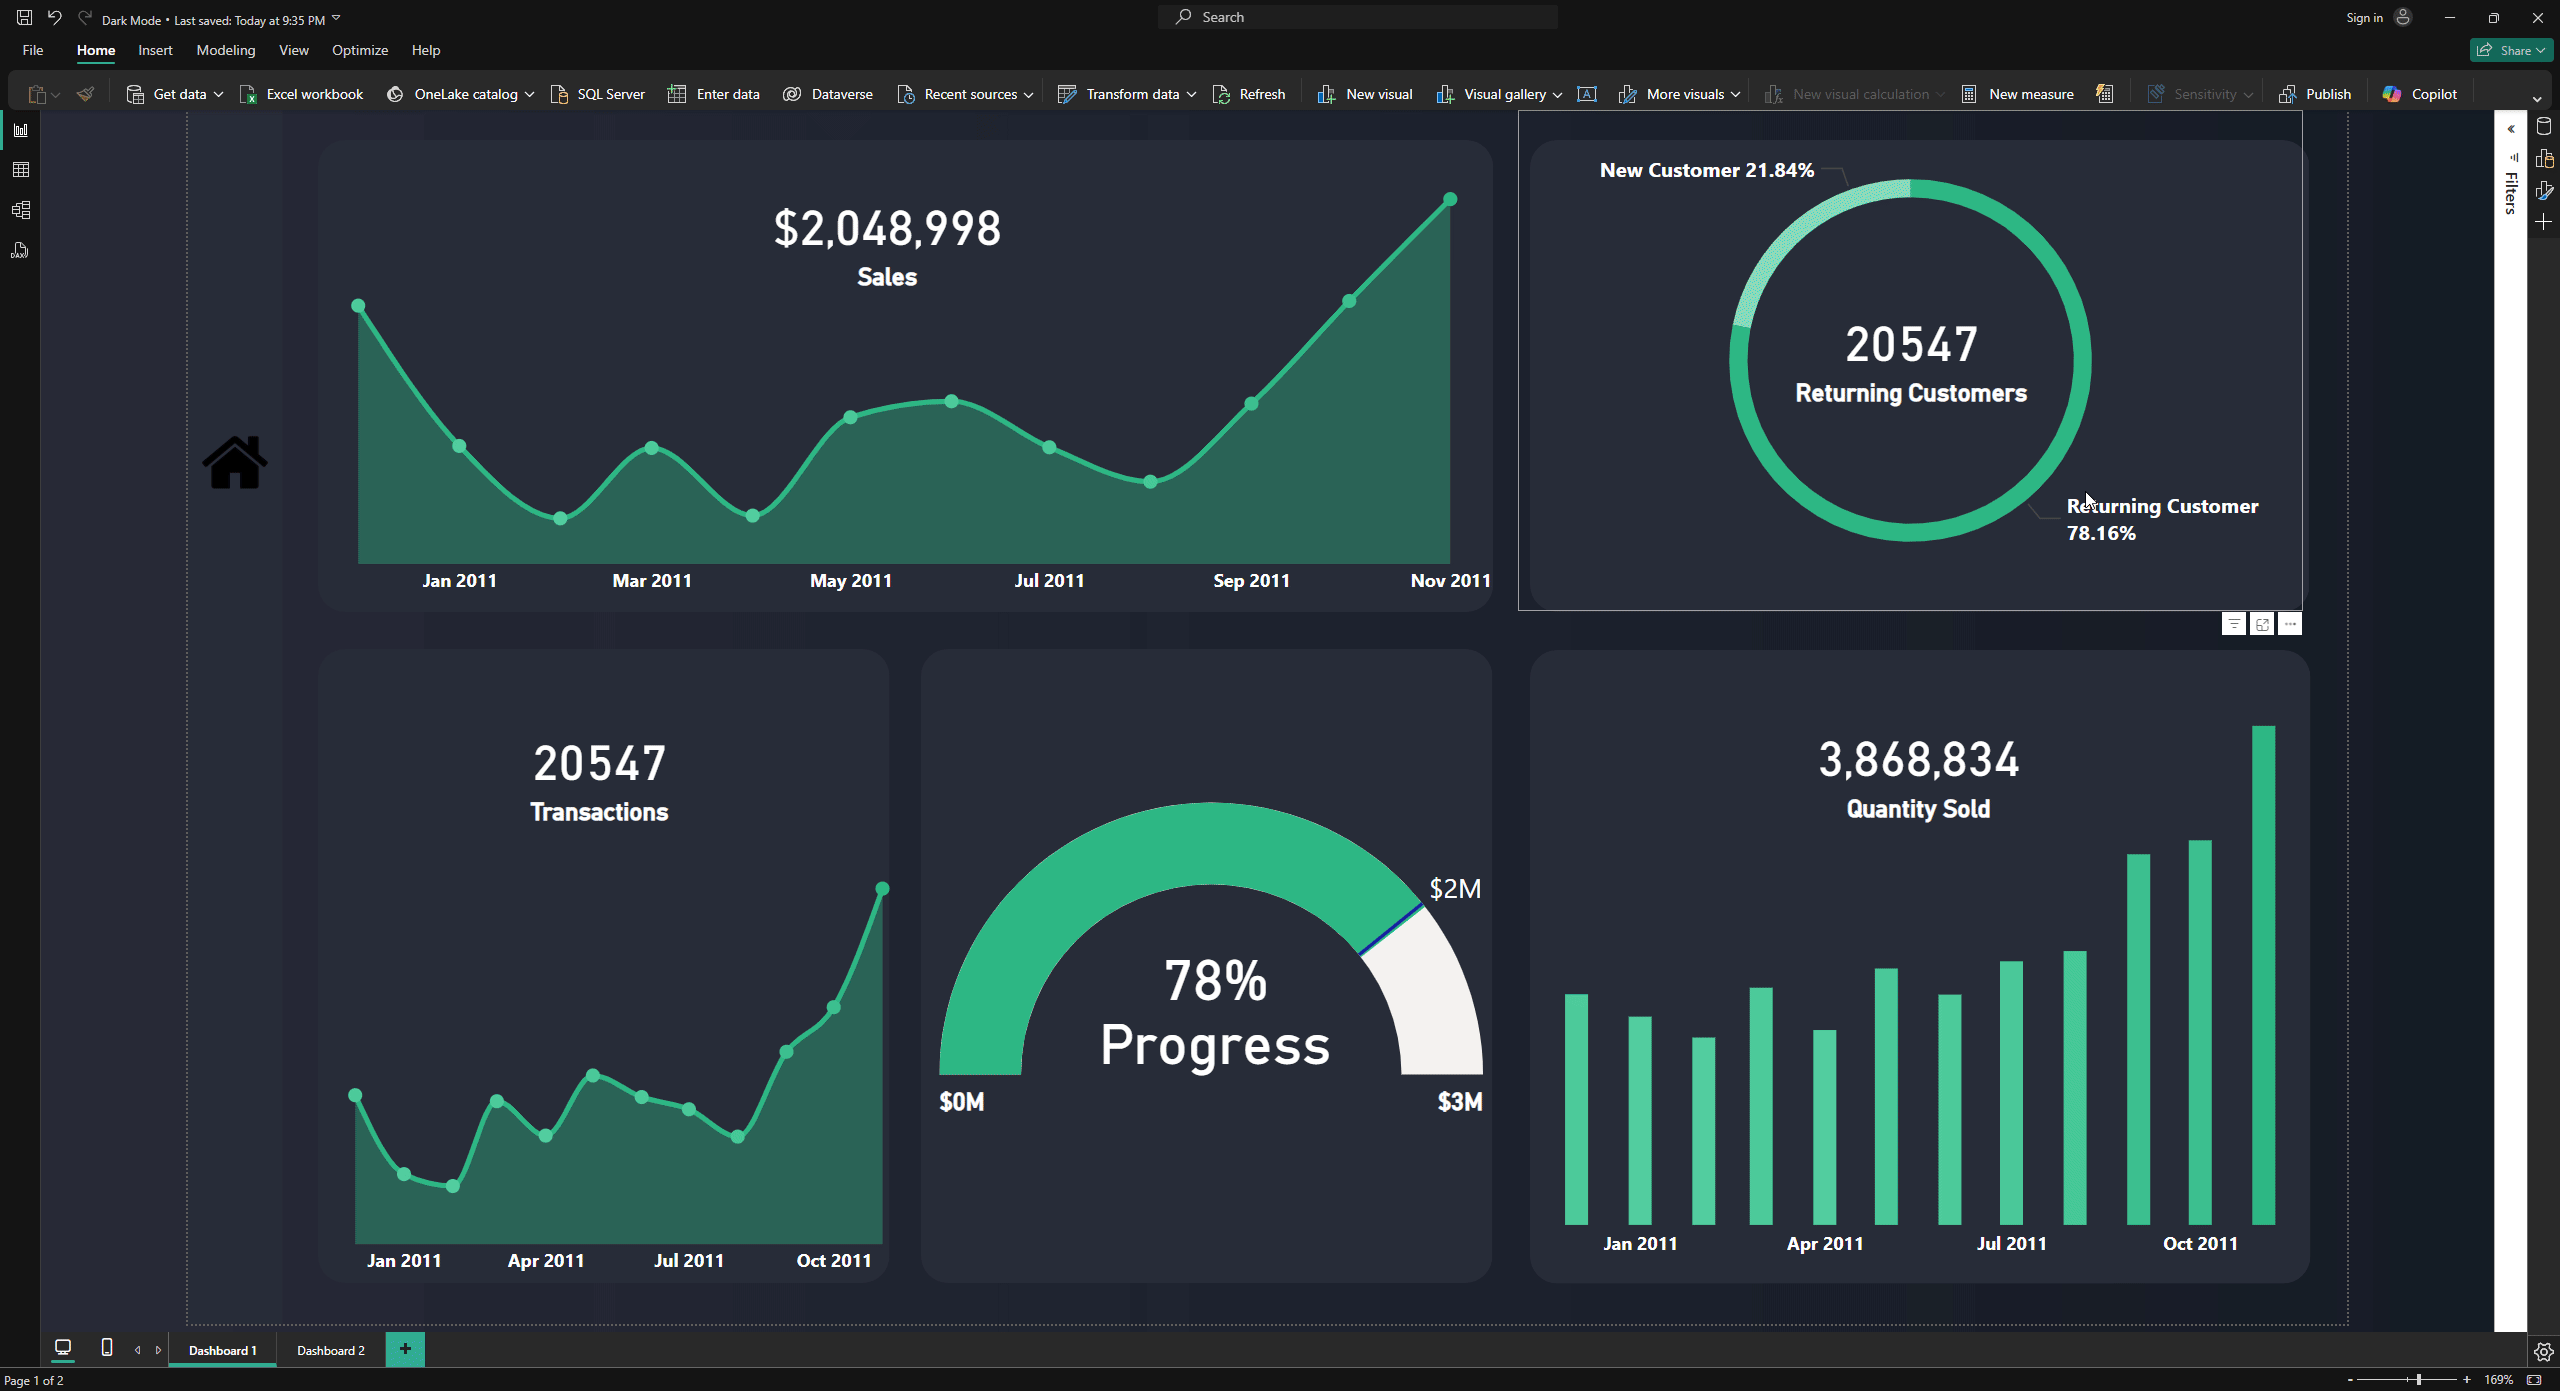 Dark Mode • Last saved: Today at 9:35 PM
Search
Sign in
File Home Insert Modeling View Optimize Help
Share
Get data Excel workbook OneLake catalog SQL Server Enter data Dataverse Recent sources Transform data Refresh New visual Visual gallery More visuals New visual calculation New measure Sensitivity Publish Copilot
DAX
Filters
$2,048,998
Sales
Jan 2011 Mar 2011 May 2011 Jul 2011 Sep 2011 Nov 2011
New Customer 21.84%
20547
Returning Customers
Returning Customer
78.16%
20547
Transactions
Jan 2011 Apr 2011 Jul 2011 Oct 2011
$2M
78%
Progress
$0M $3M
3,868,834
Quantity Sold
Jan 2011 Apr 2011 Jul 2011 Oct 2011
Dashboard 1 Dashboard 2 +
Page 1 of 2
- + 169%